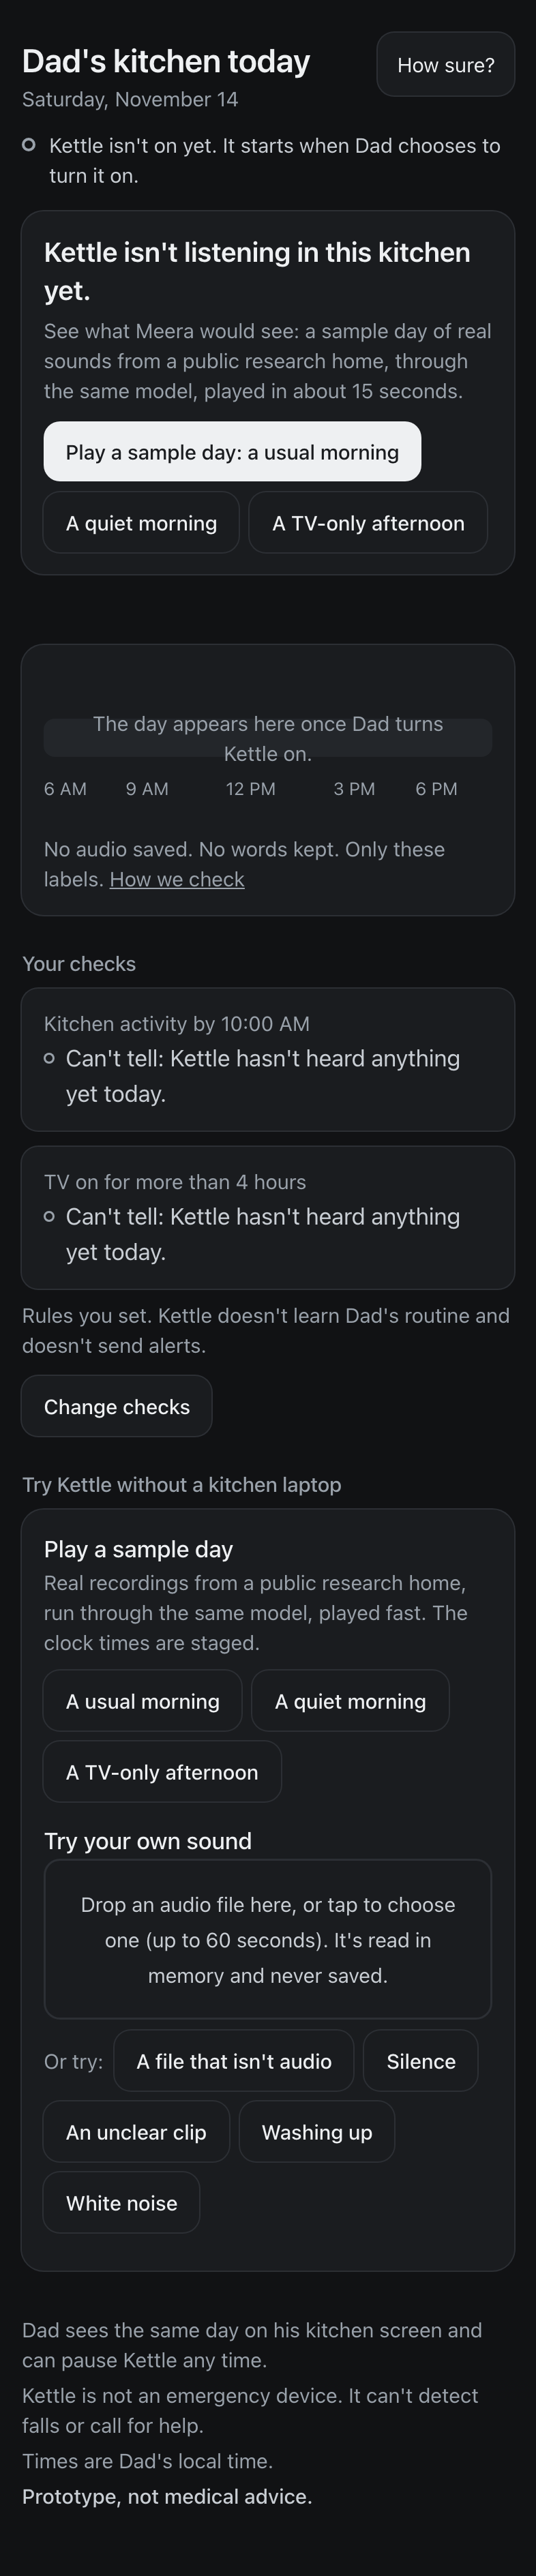 Dad's kitchen today
How sure?
Saturday, November 14
Kettle isn't on yet. It starts when Dad chooses to
turn it on.
Kettle isn't listening in this kitchen
yet.
See what Meera would see: a sample day of real
sounds from a public research home, through
the same model, played in about 15 seconds.
Play a sample day: a usual morning
A quiet morning
A TV-only afternoon
The day appears here once Dad turns
Kettle on.
6 AM 9 AM 12 PM 3 PM 6 PM
No audio saved. No words kept. Only these
labels. How we check
Your checks
Kitchen activity by 10:00 AM
Can't tell: Kettle hasn't heard anything
yet today.
TV on for more than 4 hours
Can't tell: Kettle hasn't heard anything
yet today.
Rules you set. Kettle doesn't learn Dad's routine and
doesn't send alerts.
Change checks
Try Kettle without a kitchen laptop
Play a sample day
Real recordings from a public research home,
run through the same model, played fast. The
clock times are staged.
A usual morning
A quiet morning
A TV-only afternoon
Try your own sound
Drop an audio file here, or tap to choose
one (up to 60 seconds). It's read in
memory and never saved.
Or try:
A file that isn't audio
Silence
An unclear clip
Washing up
White noise
Dad sees the same day on his kitchen screen and
can pause Kettle any time.
Kettle is not an emergency device. It can't detect
falls or call for help.
Times are Dad's local time.
Prototype, not medical advice.